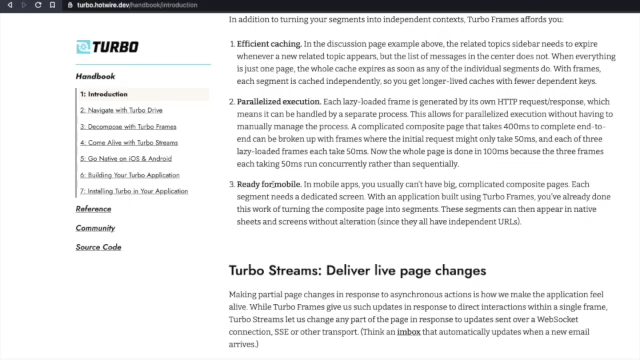 turbo.hotwire.dev/handbook/introduction
In addition to turning your segments into independent contexts, Turbo Frames affords you:
TURBO
Handbook
1: Introduction
2: Navigate with Turbo Drive
3: Decompose with Turbo Frames
4: Come Alive with Turbo Streams
5: Go Native on iOS & Android
6: Building Your Turbo Application
7: Installing Turbo in Your Application
Reference
Community
Source Code
1. Efficient caching. In the discussion page example above, the related topics sidebar needs to expire
whenever a new related topic appears, but the list of messages in the center does not. When everything
is just one page, the whole cache expires as soon as any of the individual segments do. With frames,
each segment is cached independently, so you get longer-lived caches with fewer dependent keys.
2. Parallelized execution. Each lazy-loaded frame is generated by its own HTTP request/response, which
means it can be handled by a separate process. This allows for parallelized execution without having to
manually manage the process. A complicated composite page that takes 400ms to complete end-to-
end can be broken up with frames where the initial request might only take 50ms, and each of three
lazy-loaded frames each take 50ms. Now the whole page is done in 100ms because the three frames
each taking 50ms run concurrently rather than sequentially.
3. Ready for mobile. In mobile apps, you usually can't have big, complicated composite pages. Each
segment needs a dedicated screen. With an application built using Turbo Frames, you've already done
this work of turning the composite page into segments. These segments can then appear in native
sheets and screens without alteration (since they all have independent URLs).
Turbo Streams: Deliver live page changes
Making partial page changes in response to asynchronous actions is how we make the application feel
alive. While Turbo Frames give us such updates in response to direct interactions within a single frame,
Turbo Streams let us change any part of the page in response to updates sent over a WebSocket
connection, SSE or other transport. (Think an imbox that automatically updates when a new email
arrives.)